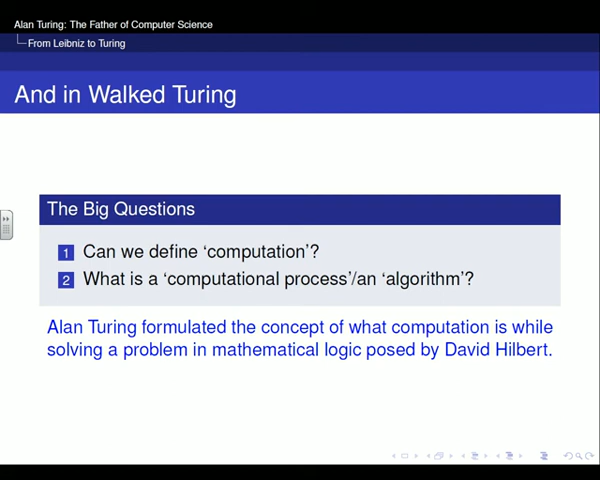 Alan Turing: The Father of Computer Science
From Leibniz to Turing
And in Walked Turing
The Big Questions
1 Can we define ‘computation’?
2 What is a ‘computational process’/an ‘algorithm’?
Alan Turing formulated the concept of what computation is while
solving a problem in mathematical logic posed by David Hilbert.